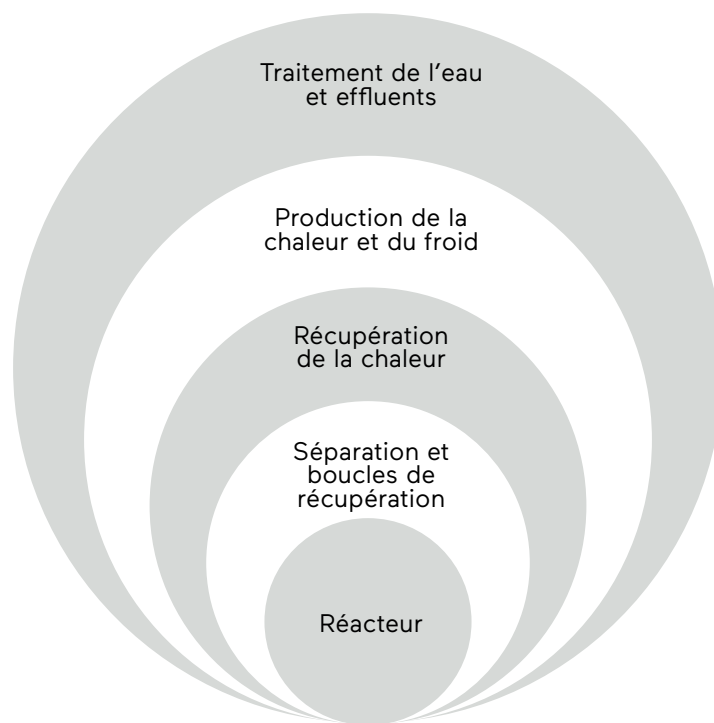 Traitement de l’eau
et effluents
Production de la
chaleur et du froid
Récupération
de la chaleur
Séparation et
boucles de
récupération
Réacteur